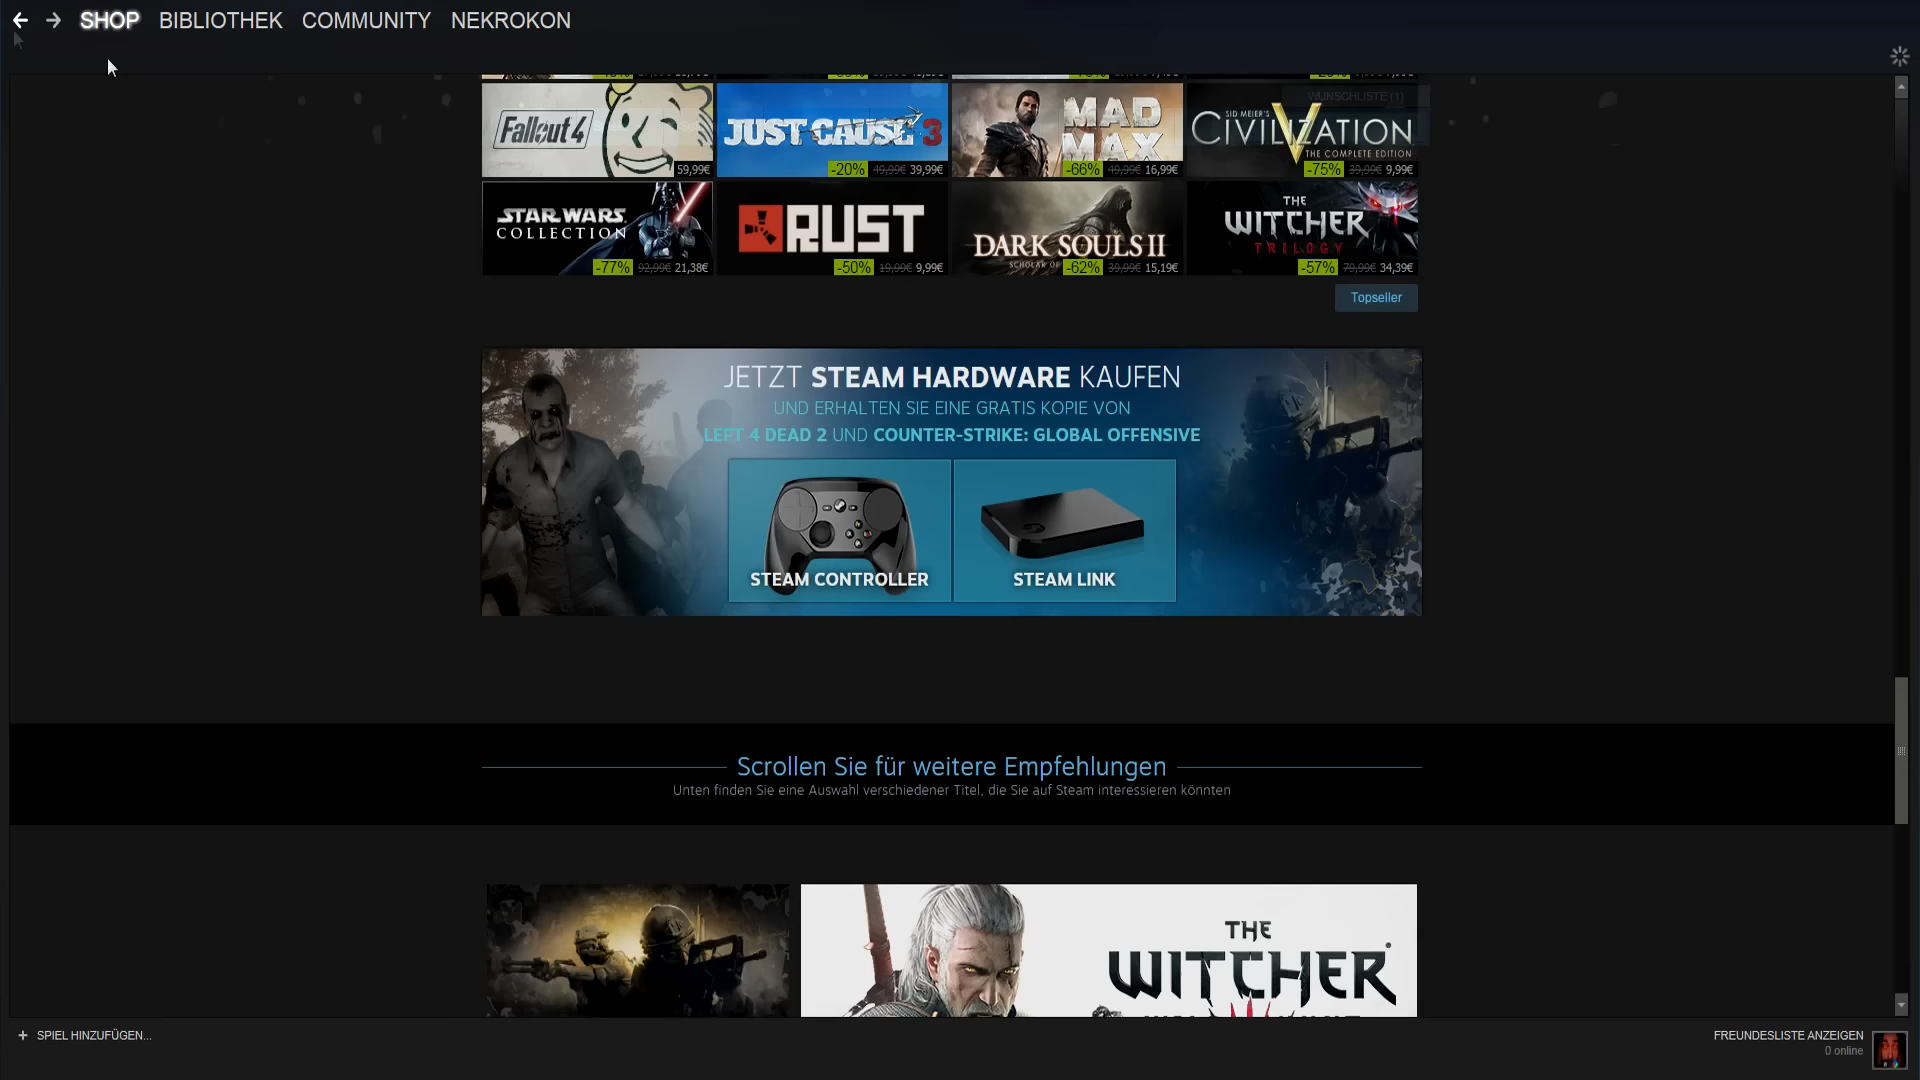 SHOP BIBLIOTHEK COMMUNITY NEKROKON
WUNSCHLISTE (1)
Fallout 4
59,99€
JUST CAUSE 3
-20% 49,99€ 39,99€
MAD MAX
-66% 49,99€ 16,99€
SID MEIER'S
CIVILIZATION V
THE COMPLETE EDITION
-75% 39,99€ 9,99€
STAR WARS
COLLECTION
-77% 92,99€ 21,38€
RUST
-50% 19,99€ 9,99€
DARK SOULS II
SCHOLAR OF
-62% 39,99€ 15,19€
THE
WITCHER
TRILOGY
-57% 79,99€ 34,39€
Topseller
JETZT STEAM HARDWARE KAUFEN
UND ERHALTEN SIE EINE GRATIS KOPIE VON
LEFT 4 DEAD 2 UND COUNTER-STRIKE: GLOBAL OFFENSIVE
STEAM CONTROLLER
STEAM LINK
Scrollen Sie für weitere Empfehlungen
Unten finden Sie eine Auswahl verschiedener Titel, die Sie auf Steam interessieren könnten
THE
WITCHER
+ SPIEL HINZUFÜGEN...
FREUNDESLISTE ANZEIGEN
0 online